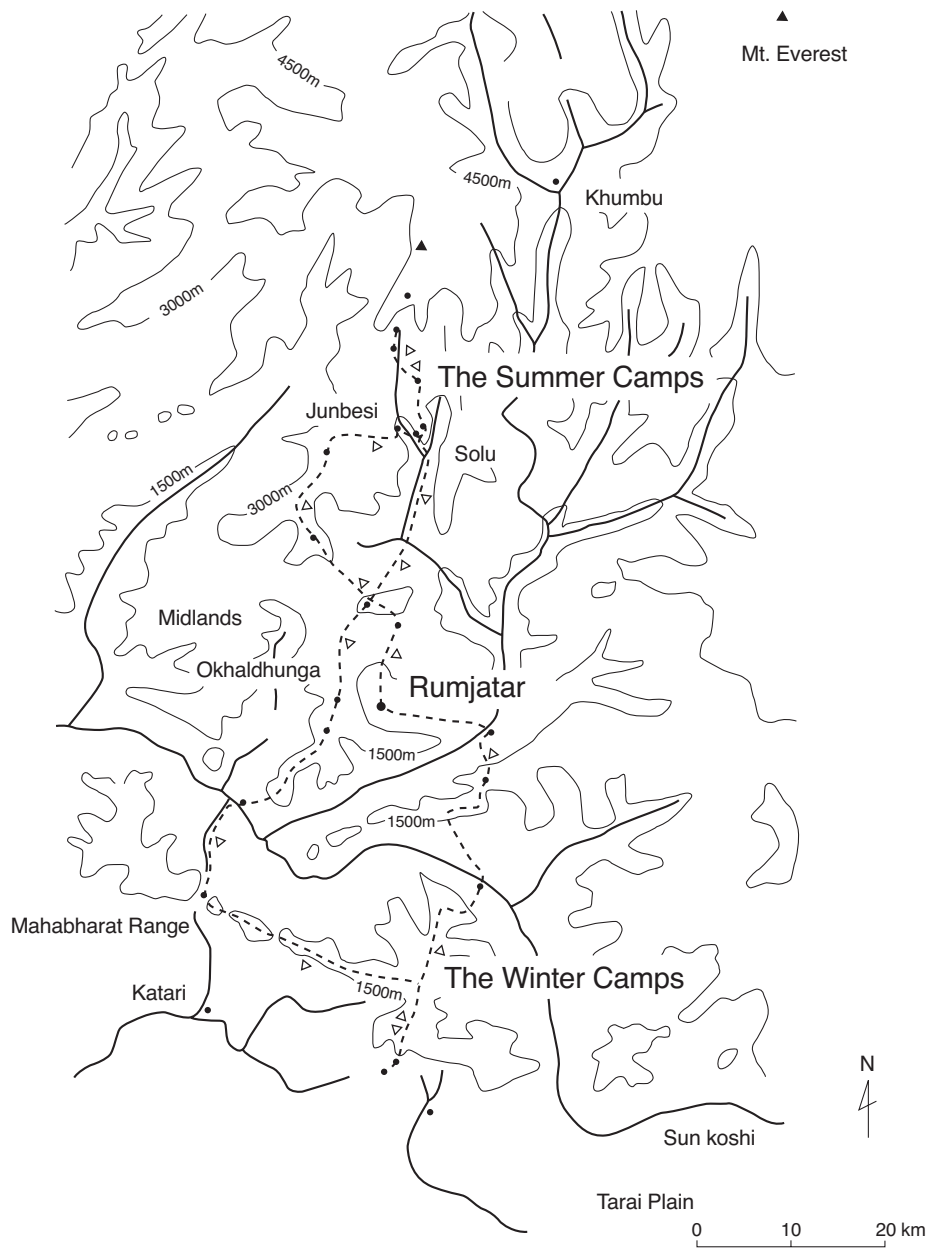 Mt. Everest
4500m
4500m
Khumbu
3000m
The Summer Camps
Junbesi
Solu
1500m
3000m
Midlands
Okhaldhunga
Rumjatar
1500m
1500m
Mahabharat Range
The Winter Camps
Katari
1500m
N
Sun koshi
Tarai Plain
0 10 20 km